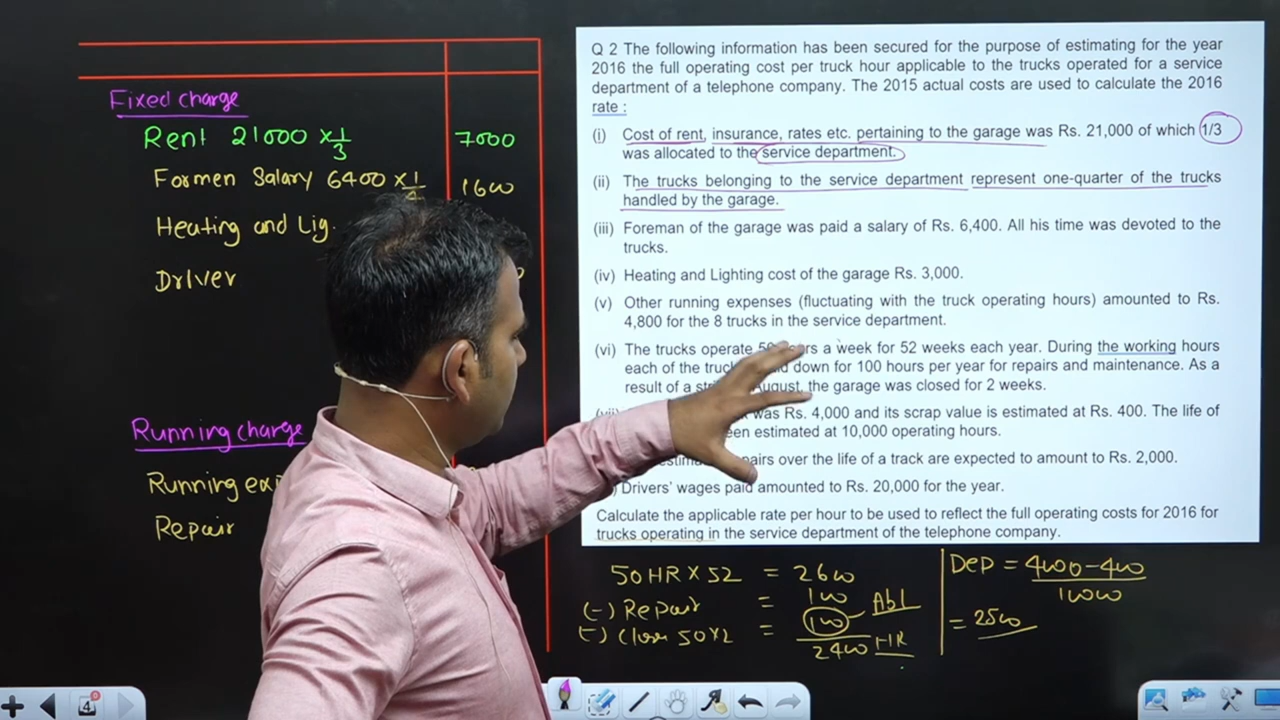 Fixed charge
Rent 21000 × 1/3 7000
Formen Salary 6400 × 1/4 1600
Heating and Lig.
Driver
Running charge
Running ex
Repair
Q 2 The following information has been secured for the purpose of estimating for the year
2016 the full operating cost per truck hour applicable to the trucks operated for a service
department of a telephone company. The 2015 actual costs are used to calculate the 2016
rate :
(i) Cost of rent, insurance, rates etc. pertaining to the garage was Rs. 21,000 of which 1/3
was allocated to the service department.
(ii) The trucks belonging to the service department represent one-quarter of the trucks
handled by the garage.
(iii) Foreman of the garage was paid a salary of Rs. 6,400. All his time was devoted to the
trucks.
(iv) Heating and Lighting cost of the garage Rs. 3,000.
(v) Other running expenses (fluctuating with the truck operating hours) amounted to Rs.
4,800 for the 8 trucks in the service department.
(vi) The trucks operate a week for 52 weeks each year. During the working hours
each of the down for 100 hours per year for repairs and maintenance. As a
result of a August, the garage was closed for 2 weeks.
was Rs. 4,000 and its scrap value is estimated at Rs. 400. The life of
estimated at 10,000 operating hours.
over the life of a track are expected to amount to Rs. 2,000.
Drivers' wages paid amounted to Rs. 20,000 for the year.
Calculate the applicable rate per hour to be used to reflect the full operating costs for 2016 for
trucks operating in the service department of the telephone company.
50HR × 52 = 2600
(-) Repair = 100
(-) Close 50×2 = 100 Abl
2400 HR
Dep = 4000-400
= 2500
4